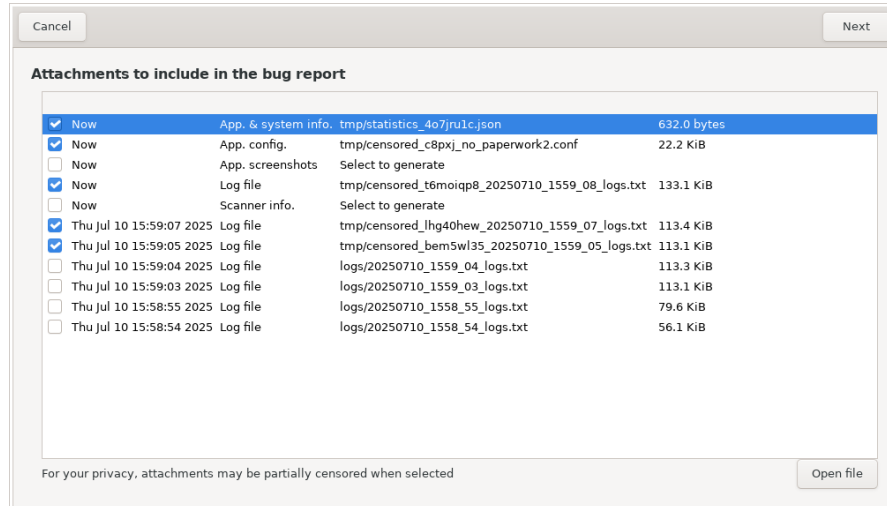 Cancel Next
Attachments to include in the bug report
Now App. & system info. tmp/statistics_4o7jru1c.json 632.0 bytes
Now App. config. tmp/censored_c8pxj_no_paperwork2.conf 22.2 KiB
Now App. screenshots Select to generate
Now Log file tmp/censored_t6moiqp8_20250710_1559_08_logs.txt 133.1 KiB
Now Scanner info. Select to generate
Thu Jul 10 15:59:07 2025 Log file tmp/censored_lhg40hew_20250710_1559_07_logs.txt 113.4 KiB
Thu Jul 10 15:59:05 2025 Log file tmp/censored_bem5wl35_20250710_1559_05_logs.txt 113.1 KiB
Thu Jul 10 15:59:04 2025 Log file logs/20250710_1559_04_logs.txt 113.3 KiB
Thu Jul 10 15:59:03 2025 Log file logs/20250710_1559_03_logs.txt 113.1 KiB
Thu Jul 10 15:58:55 2025 Log file logs/20250710_1558_55_logs.txt 79.6 KiB
Thu Jul 10 15:58:54 2025 Log file logs/20250710_1558_54_logs.txt 56.1 KiB
For your privacy, attachments may be partially censored when selected Open file